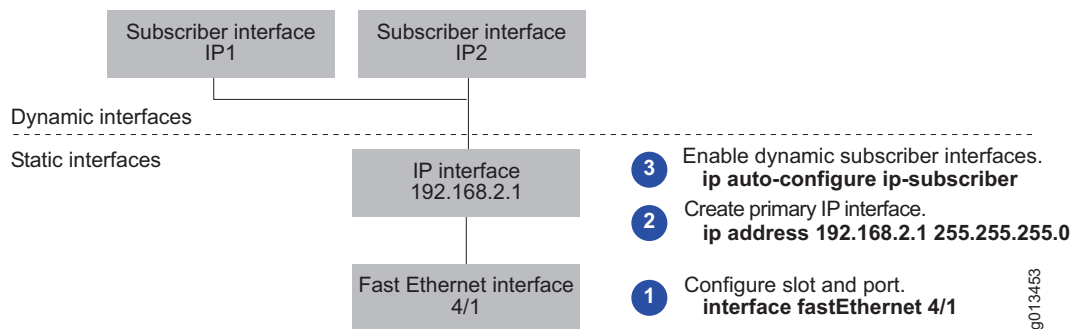 Subscriber interface
IP1
Subscriber interface
IP2
Dynamic interfaces
Static interfaces
IP interface
192.168.2.1
3
Enable dynamic subscriber interfaces.
ip auto-configure ip-subscriber
2
Create primary IP interface.
ip address 192.168.2.1 255.255.255.0
Fast Ethernet interface
4/1
1
Configure slot and port.
interface fastEthernet 4/1
g013453